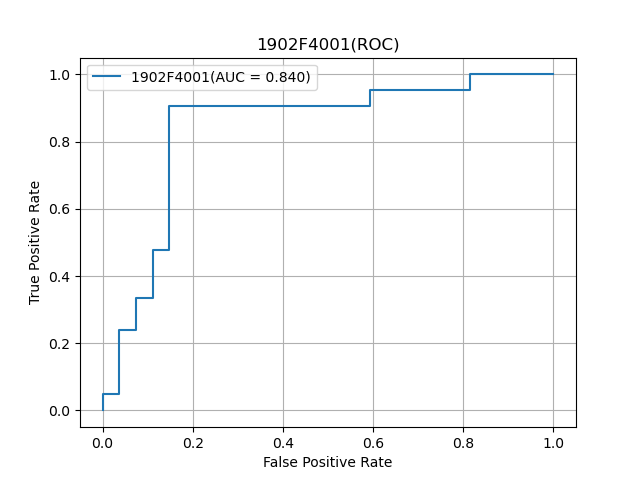 1902F4001(ROC)
1902F4001(AUC = 0.840)
True Positive Rate
1.0
0.8
0.6
0.4
0.2
0.0
0.0 0.2 0.4 0.6 0.8 1.0
False Positive Rate